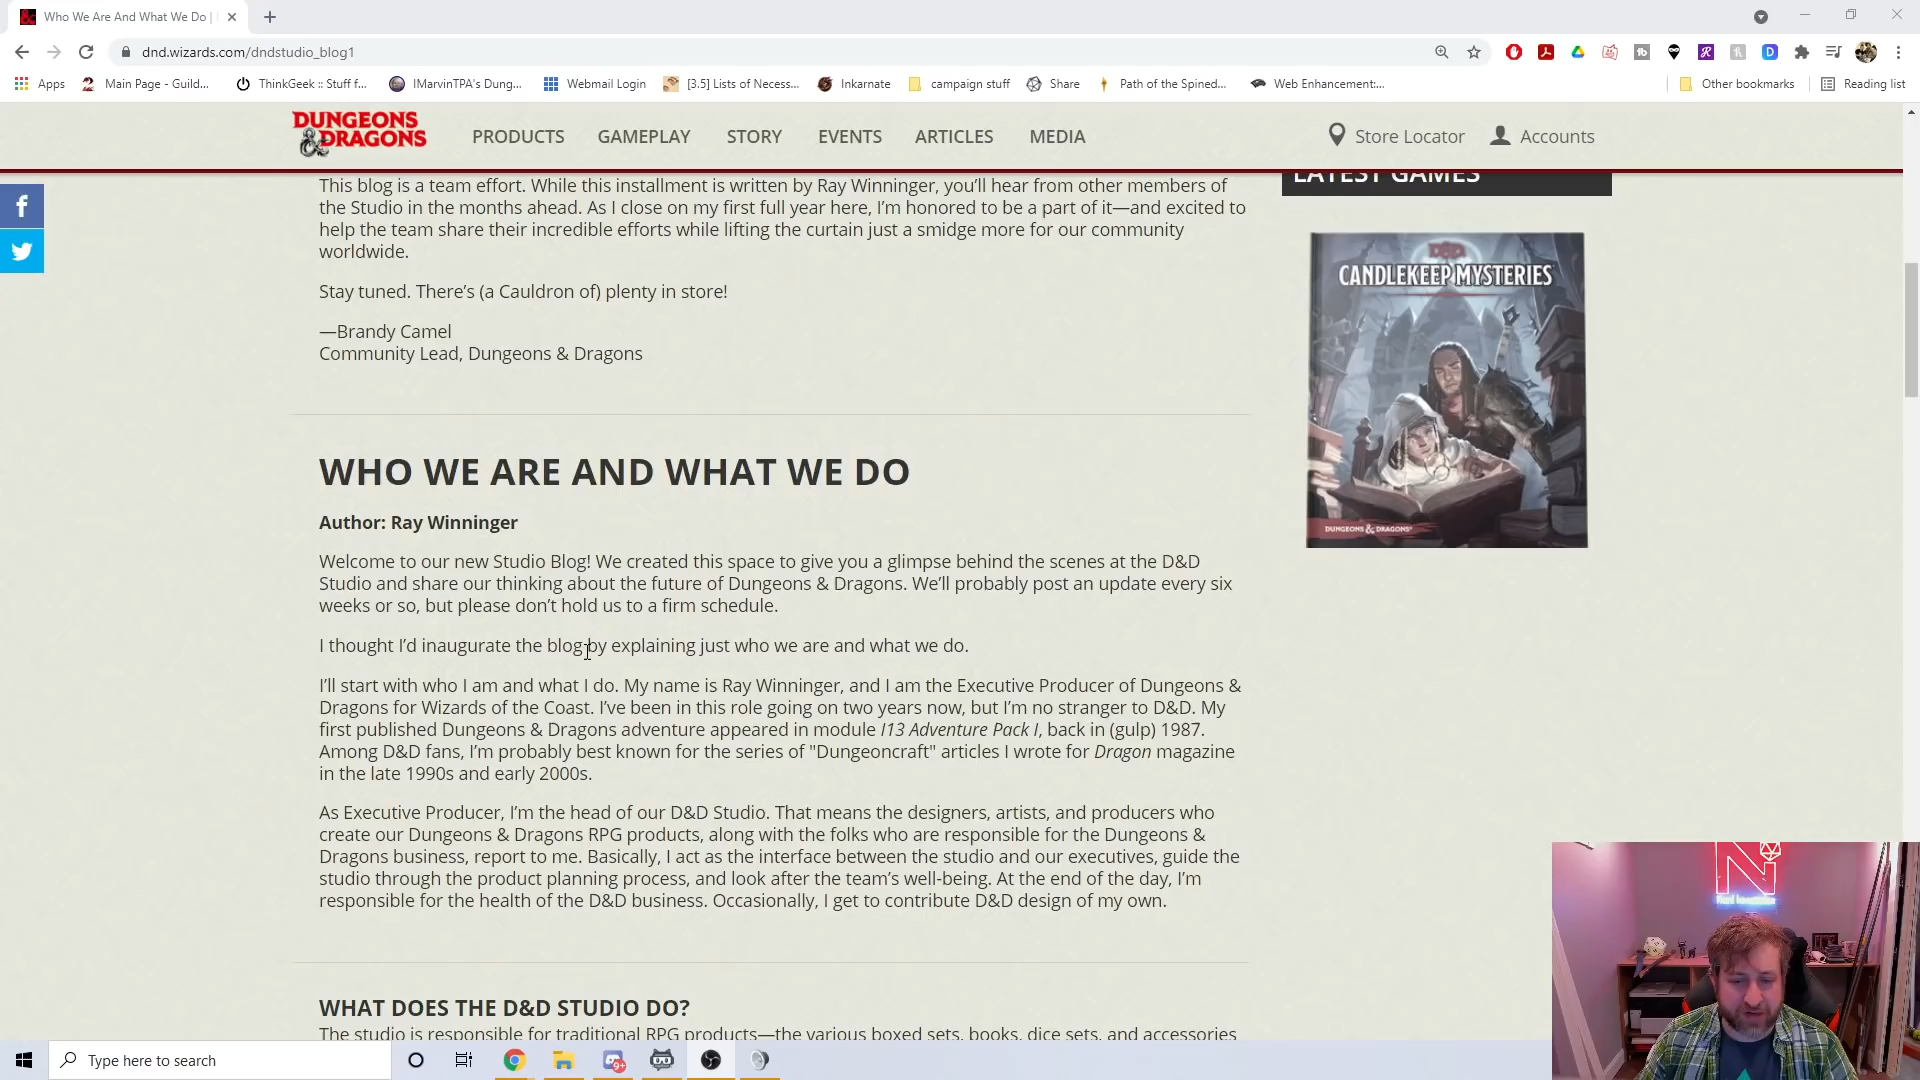 Who We Are And What We Do |
dnd.wizards.com/dndstudio_blog1
Apps
Main Page - Guild...
ThinkGeek :: Stuff f...
IMarvinTPA's Dung...
Webmail Login
[3.5] Lists of Necess...
Inkarnate
campaign stuff
Share
Path of the Spined...
Web Enhancement:...
Other bookmarks
Reading list
DUNGEONS & DRAGONS
PRODUCTS
GAMEPLAY
STORY
EVENTS
ARTICLES
MEDIA
Store Locator
Accounts
This blog is a team effort. While this installment is written by Ray Winninger, you’ll hear from other members of
the Studio in the months ahead. As I close on my first full year here, I’m honored to be a part of it—and excited to
help the team share their incredible efforts while lifting the curtain just a smidge more for our community
worldwide.
Stay tuned. There’s (a Cauldron of) plenty in store!
—Brandy Camel
Community Lead, Dungeons & Dragons
LATEST GAMES
CANDLEKEEP MYSTERIES
DUNGEONS & DRAGONS
WHO WE ARE AND WHAT WE DO
Author: Ray Winninger
Welcome to our new Studio Blog! We created this space to give you a glimpse behind the scenes at the D&D
Studio and share our thinking about the future of Dungeons & Dragons. We’ll probably post an update every six
weeks or so, but please don’t hold us to a firm schedule.
I thought I’d inaugurate the blog by explaining just who we are and what we do.
I’ll start with who I am and what I do. My name is Ray Winninger, and I am the Executive Producer of Dungeons &
Dragons for Wizards of the Coast. I’ve been in this role going on two years now, but I’m no stranger to D&D. My
first published Dungeons & Dragons adventure appeared in module I13 Adventure Pack I, back in (gulp) 1987.
Among D&D fans, I’m probably best known for the series of "Dungeoncraft" articles I wrote for Dragon magazine
in the late 1990s and early 2000s.
As Executive Producer, I’m the head of our D&D Studio. That means the designers, artists, and producers who
create our Dungeons & Dragons RPG products, along with the folks who are responsible for the Dungeons &
Dragons business, report to me. Basically, I act as the interface between the studio and our executives, guide the
studio through the product planning process, and look after the team’s well-being. At the end of the day, I’m
responsible for the health of the D&D business. Occasionally, I get to contribute D&D design of my own.
WHAT DOES THE D&D STUDIO DO?
The studio is responsible for traditional RPG products—the various boxed sets, books, dice sets, and accessories
Type here to search